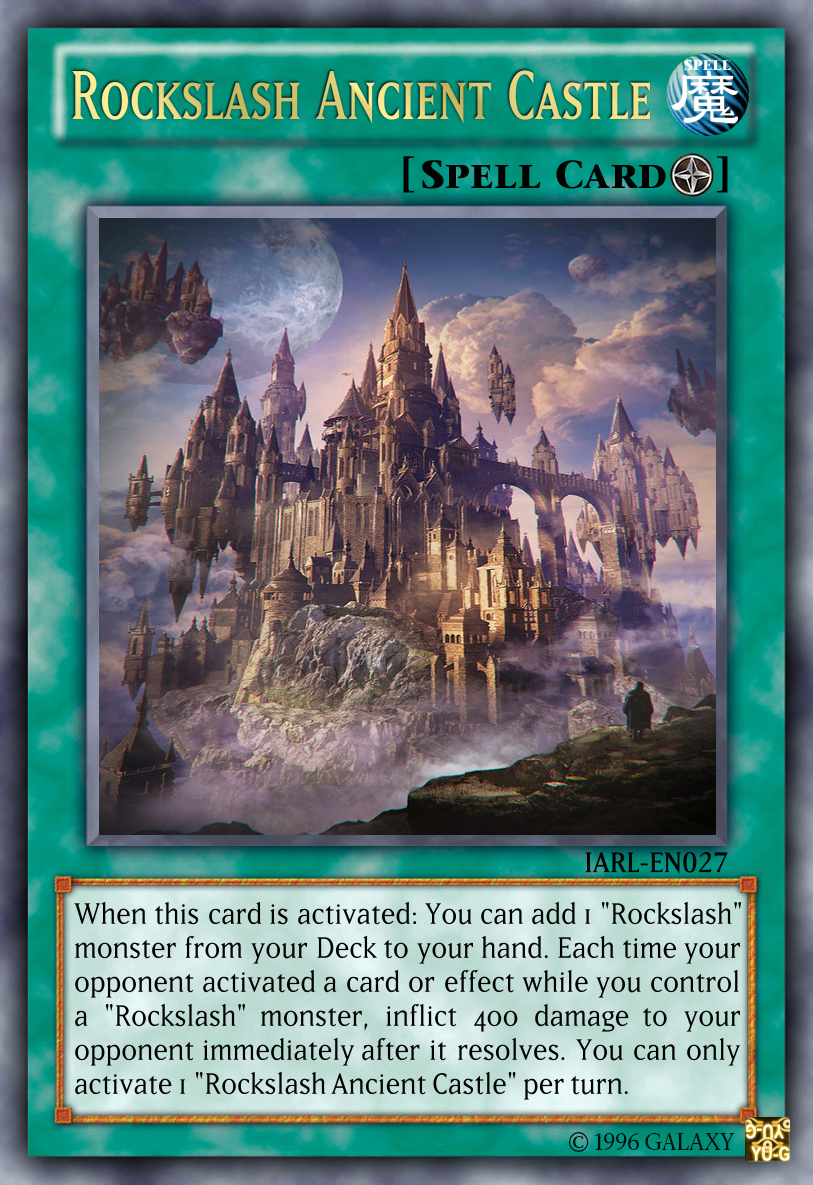 Rockslash Ancient Castle
SPELL
魔
[Spell Card]
IARL-EN027
When this card is activated: You can add 1 "Rockslash"
monster from your Deck to your hand. Each time your
opponent activated a card or effect while you control
a "Rockslash" monster, inflict 400 damage to your
opponent immediately after it resolves. You can only
activate 1 "Rockslash Ancient Castle" per turn.
© 1996 GALAXY